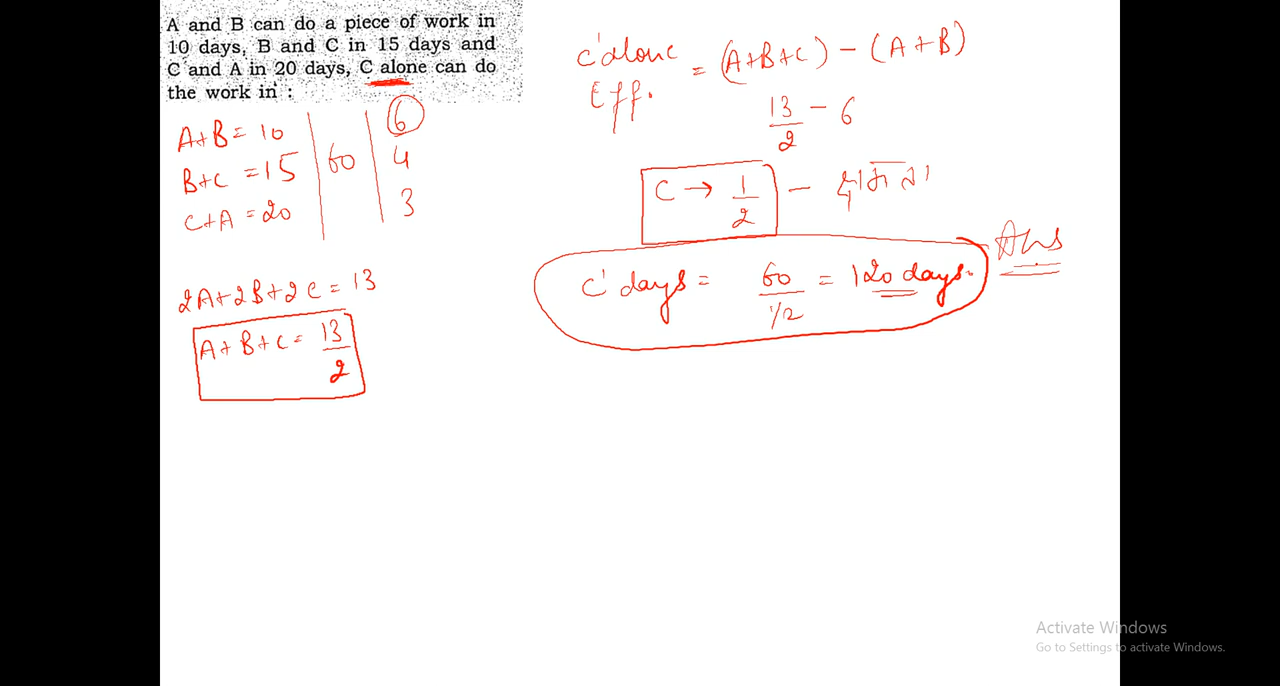 A and B can do a piece of work in
10 days, B and C in 15 days and
C and A in 20 days, C alone can do
the work in :
A+B = 10
B+C = 15
C+A = 20
60
6
4
3
2A+2B+2C = 13
A+B+C = 13/2
C alone Eff. = (A+B+C) - (A+B)
13/2 - 6
C → 1/2 -
C' days = 60/1/2 = 120 days.
Ans
Activate Windows
Go to Settings to activate Windows.